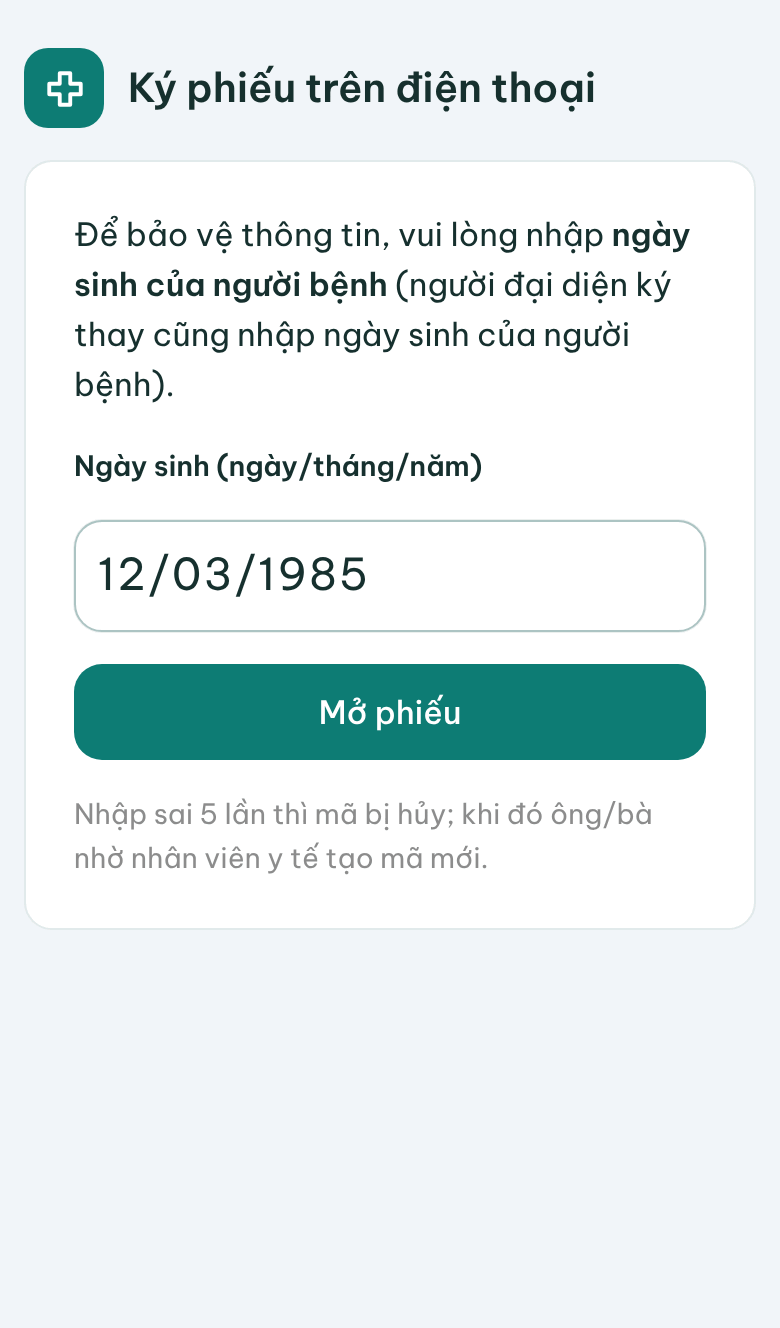 Ký phiếu trên điện thoại
Để bảo vệ thông tin, vui lòng nhập ngày
sinh của người bệnh (người đại diện ký
thay cũng nhập ngày sinh của người
bệnh).
Ngày sinh (ngày/tháng/năm)
12/03/1985
Mở phiếu
Nhập sai 5 lần thì mã bị hủy; khi đó ông/bà
nhờ nhân viên y tế tạo mã mới.